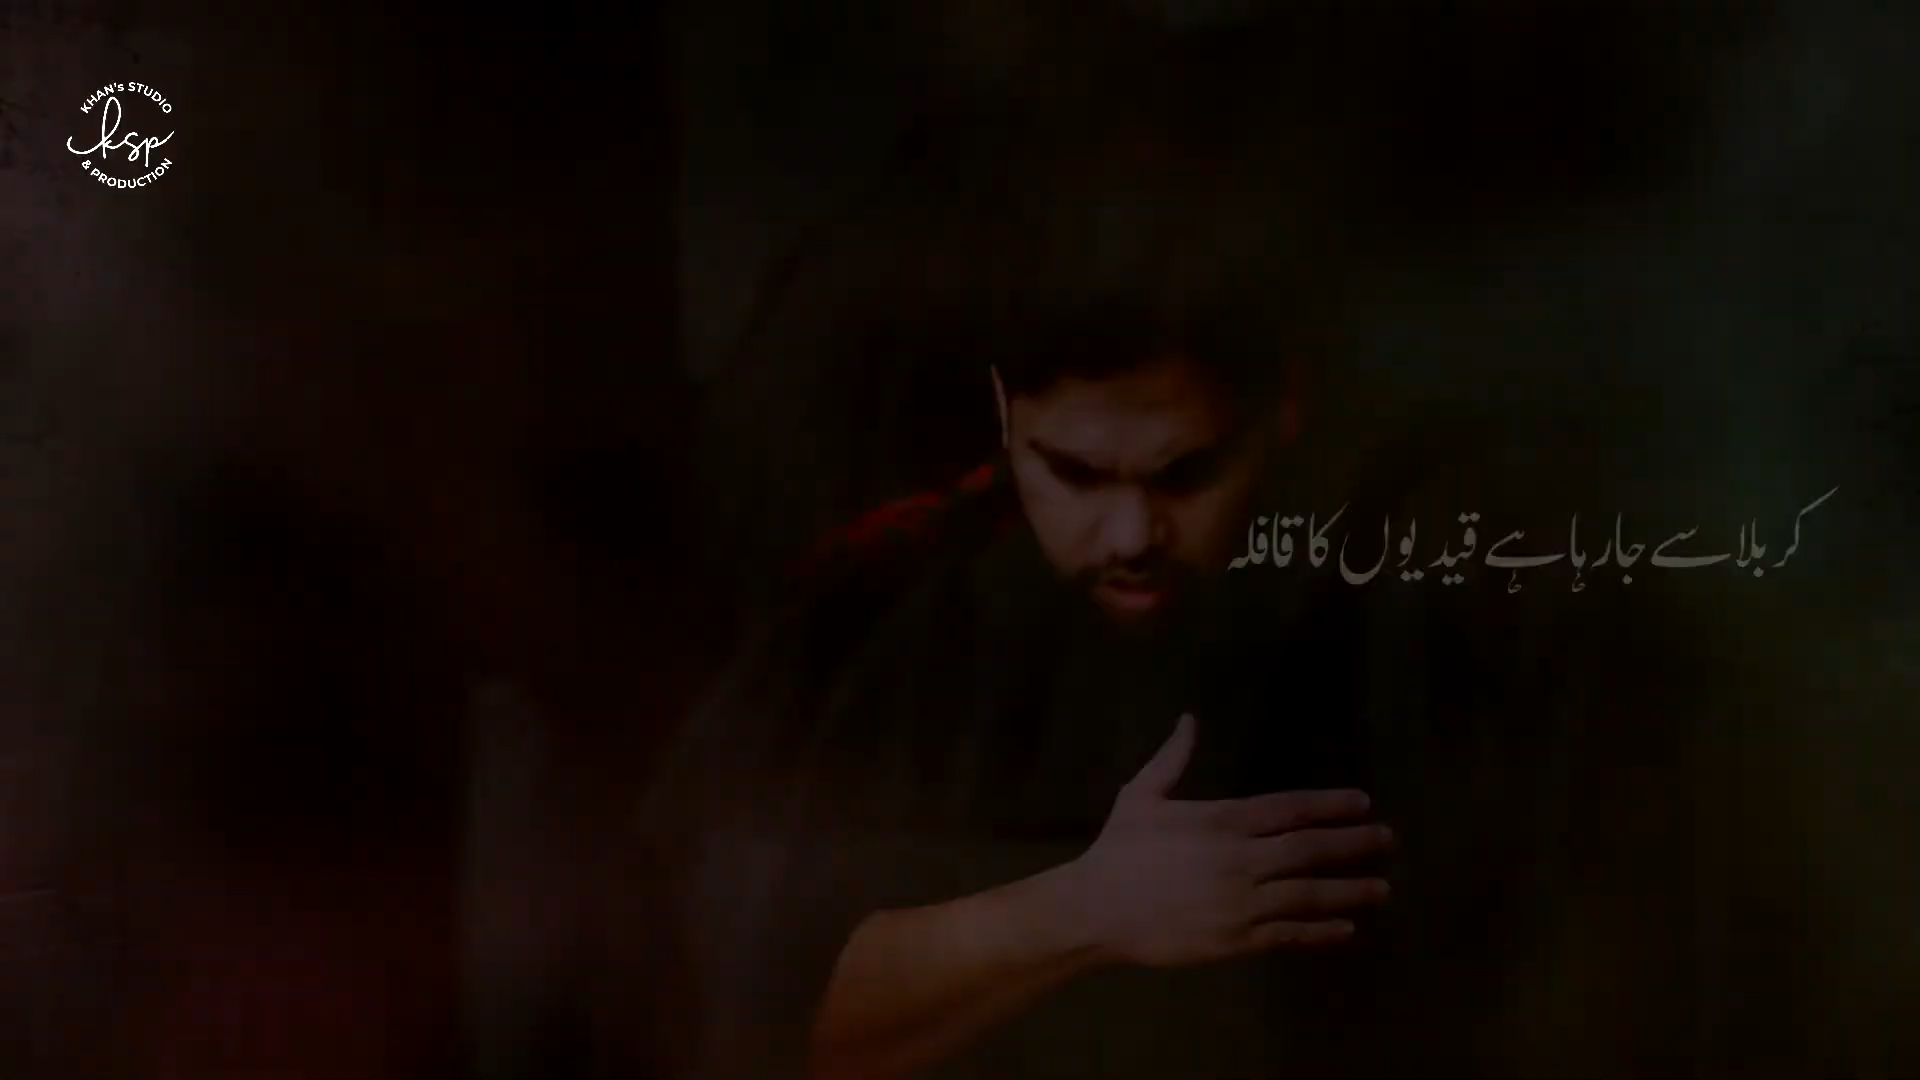 KHAN's STUDIO
ksp
& PRODUCTION
کربلا سے جا رہا ہے قیدیوں کا قافلہ